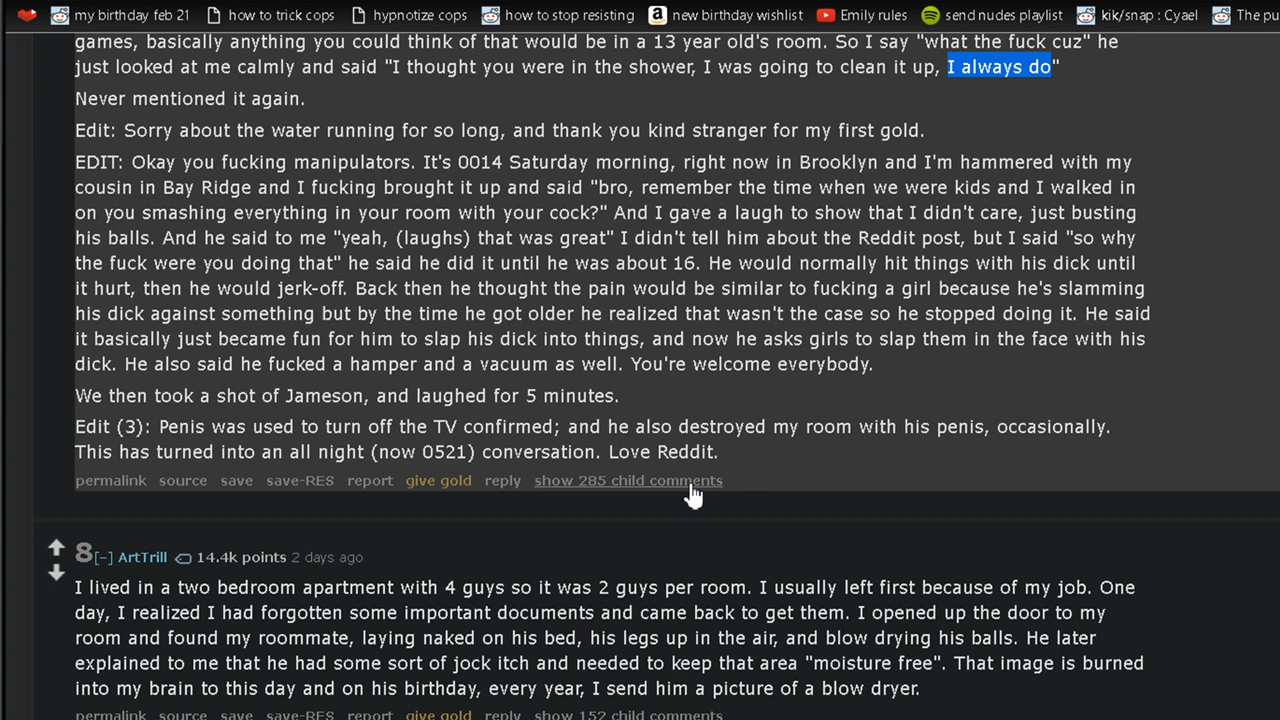 my birthday feb 21 how to trick cops hypnotize cops how to stop resisting new birthday wishlist Emily rules send nudes playlist kik/snap : Cyael The pu
games, basically anything you could think of that would be in a 13 year old's room. So I say "what the fuck cuz" he
just looked at me calmly and said "I thought you were in the shower, I was going to clean it up, I always do"
Never mentioned it again.
Edit: Sorry about the water running for so long, and thank you kind stranger for my first gold.
EDIT: Okay you fucking manipulators. It's 0014 Saturday morning, right now in Brooklyn and I'm hammered with my
cousin in Bay Ridge and I fucking brought it up and said "bro, remember the time when we were kids and I walked in
on you smashing everything in your room with your cock?" And I gave a laugh to show that I didn't care, just busting
his balls. And he said to me "yeah, (laughs) that was great" I didn't tell him about the Reddit post, but I said "so why
the fuck were you doing that" he said he did it until he was about 16. He would normally hit things with his dick until
it hurt, then he would jerk-off. Back then he thought the pain would be similar to fucking a girl because he's slamming
his dick against something but by the time he got older he realized that wasn't the case so he stopped doing it. He said
it basically just became fun for him to slap his dick into things, and now he asks girls to slap them in the face with his
dick. He also said he fucked a hamper and a vacuum as well. You're welcome everybody.
We then took a shot of Jameson, and laughed for 5 minutes.
Edit (3): Penis was used to turn off the TV confirmed; and he also destroyed my room with his penis, occasionally.
This has turned into an all night (now 0521) conversation. Love Reddit.
permalink source save save-RES report give gold reply show 285 child comments
8 [-] ArtTrill 14.4k points 2 days ago
I lived in a two bedroom apartment with 4 guys so it was 2 guys per room. I usually left first because of my job. One
day, I realized I had forgotten some important documents and came back to get them. I opened up the door to my
room and found my roommate, laying naked on his bed, his legs up in the air, and blow drying his balls. He later
explained to me that he had some sort of jock itch and needed to keep that area "moisture free". That image is burned
into my brain to this day and on his birthday, every year, I send him a picture of a blow dryer.
permalink source save save-RES report give gold reply show 152 child comments